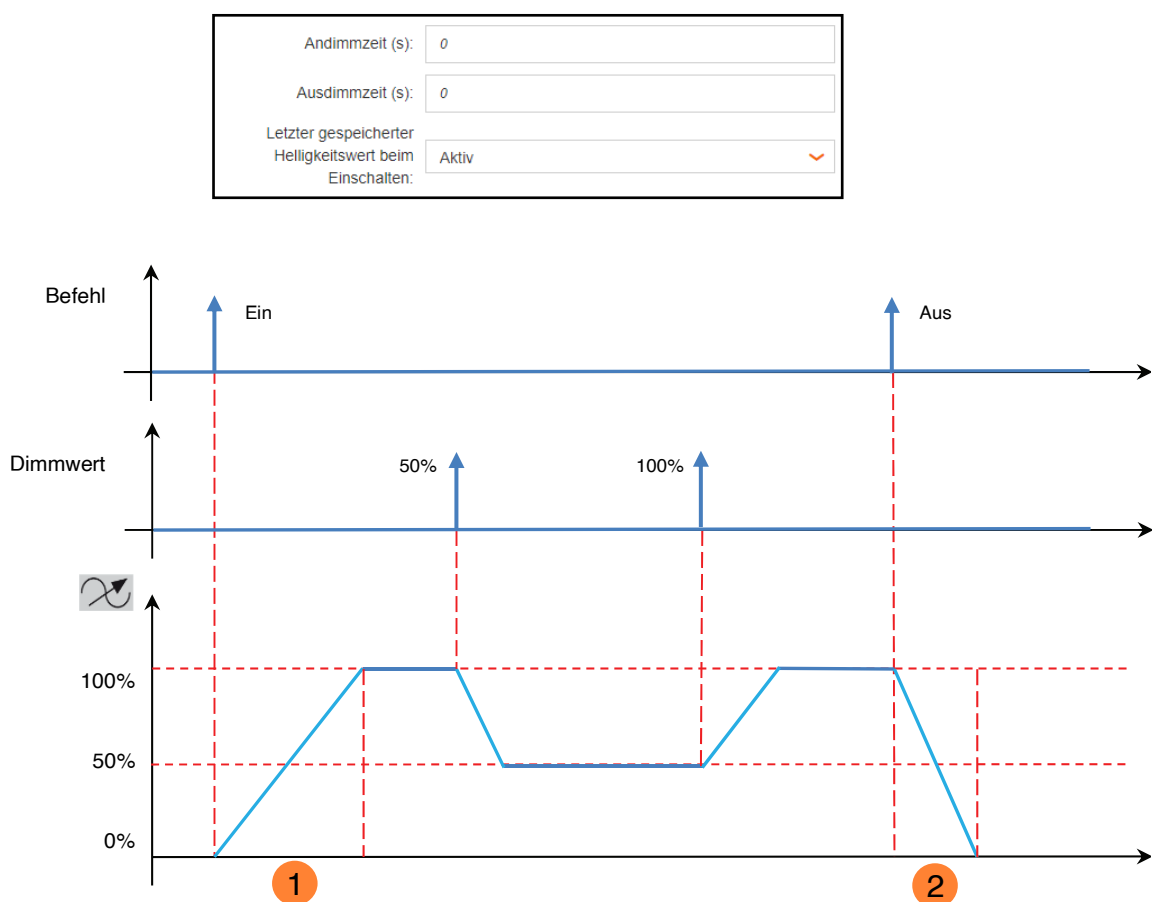 Andimmzeit (s): 0
Ausdimmzeit (s): 0
Letzter gespeicherter
Helligkeitswert beim
Einschalten:
Aktiv
Befehl
Ein
Aus
Dimmwert
50%
100%
100%
50%
0%
1
2